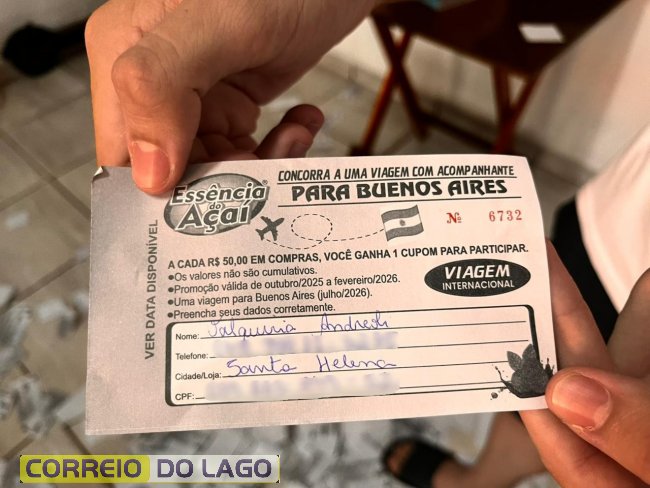 CONCORRA A UMA VIAGEM COM ACOMPANHANTE
PARA BUENOS AIRES
Essência do Açaí®
Nº 6732
A CADA R$ 50,00 EM COMPRAS, VOCÊ GANHA 1 CUPOM PARA PARTICIPAR.
●Os valores não são cumulativos.
●Promoção válida de outubro/2025 a fevereiro/2026.
●Uma viagem para Buenos Aires (julho/2026).
●Preencha seus dados corretamente.
VIAGEM
INTERNACIONAL
VER DATA DISPONÍVEL
Nome: Valquiria
Telefone:
Cidade/Loja: Santa Helena
CPF:
CORREIO DO LAGO